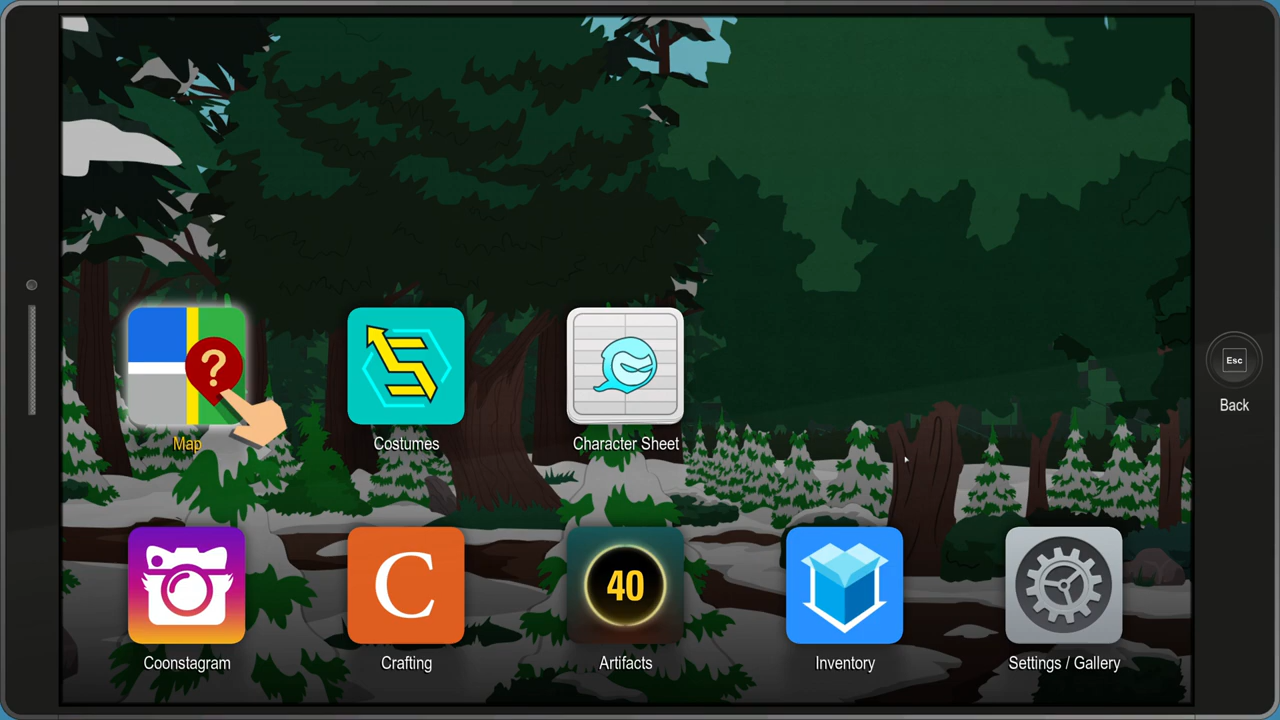 ?
Map
Costumes
Character Sheet
Esc
Back
C
40
Coonstagram
Crafting
Artifacts
Inventory
Settings / Gallery